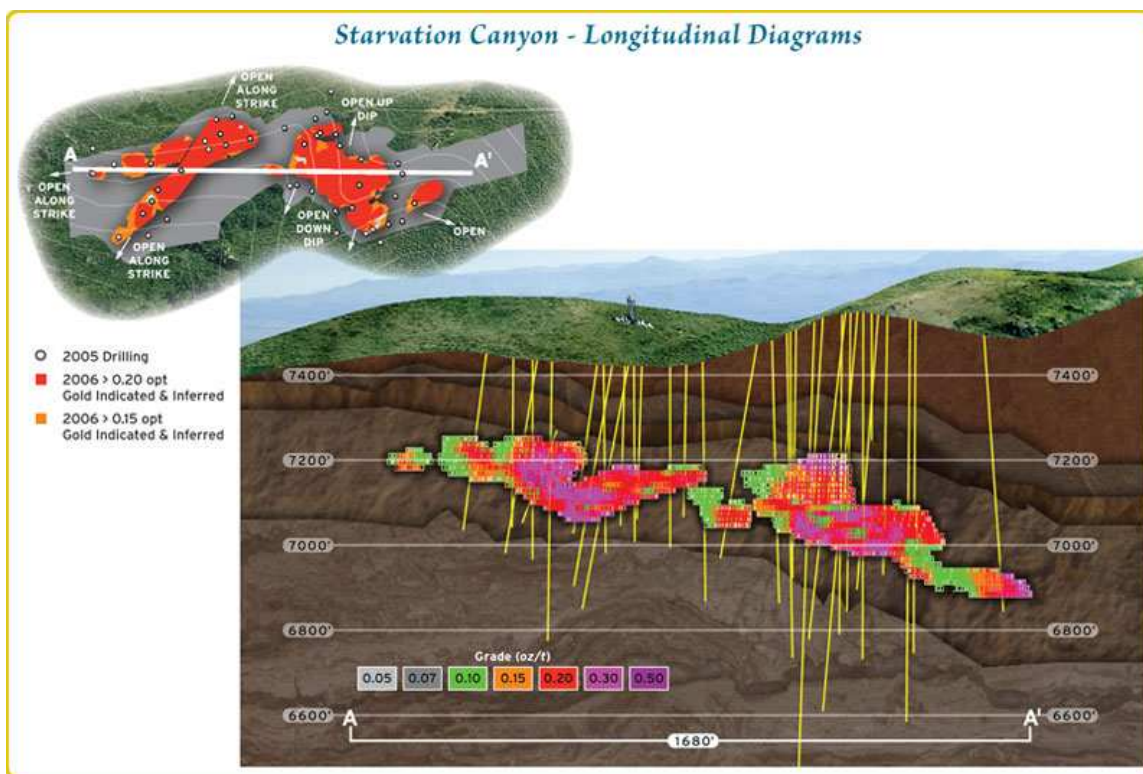 Starvation Canyon - Longitudinal Diagrams
OPEN
ALONG
STRIKE
OPEN UP
DIP
A
A'
OPEN
ALONG
STRIKE
OPEN
DOWN
DIP
OPEN
OPEN
ALONG
STRIKE
2005 Drilling
2006 > 0.20 opt
Gold Indicated & Inferred
2006 > 0.15 opt
Gold Indicated & Inferred
7400' 7400'
7200' 7200'
7000' 7000'
6800' 6800'
Grade (oz/t)
0.05 0.07 0.10 0.15 0.20 0.30 0.50
6600' 6600'
A A'
1680'